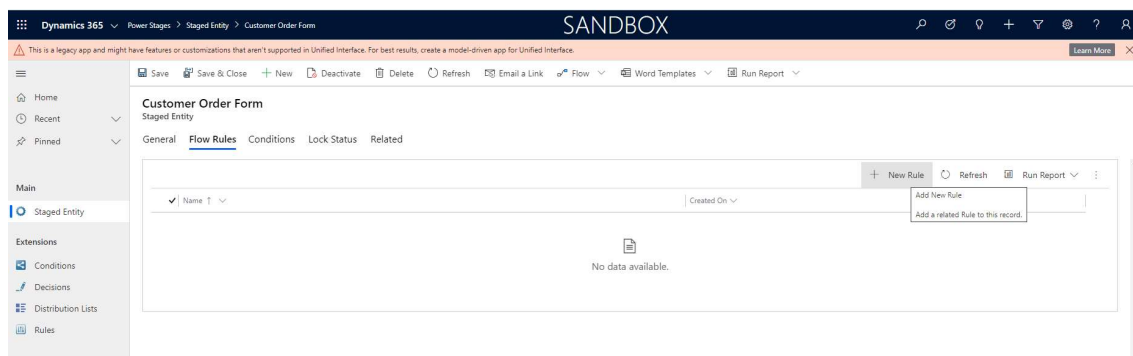 Dynamics 365 Power Stages > Staged Entity > Customer Order Form SANDBOX
This is a legacy app and might have features or customizations that aren't supported in Unified Interface. For best results, create a model-driven app for Unified Interface. Learn More
Save Save & Close New Deactivate Delete Refresh Email a Link Flow Word Templates Run Report
Home
Recent
Pinned
Main
Staged Entity
Extensions
Conditions
Decisions
Distribution Lists
Rules
Customer Order Form
Staged Entity
General Flow Rules Conditions Lock Status Related
New Rule Refresh Run Report
Name Created On
Add New Rule
Add a related Rule to this record.
No data available.